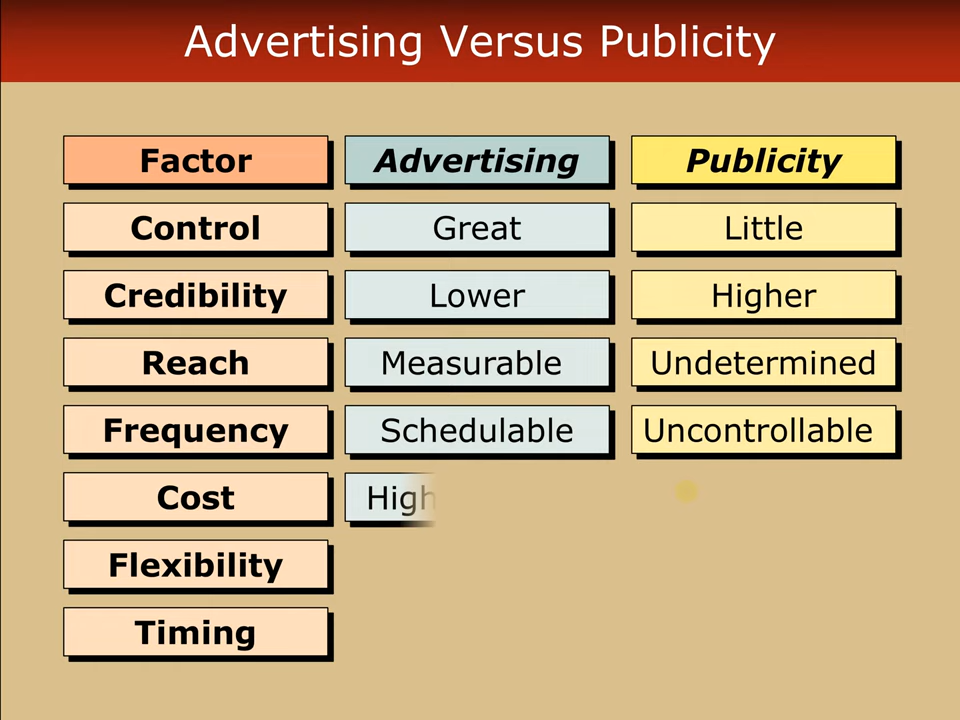 Advertising Versus Publicity
Factor Advertising Publicity
Control Great Little
Credibility Lower Higher
Reach Measurable Undetermined
Frequency Schedulable Uncontrollable
Cost High
Flexibility
Timing